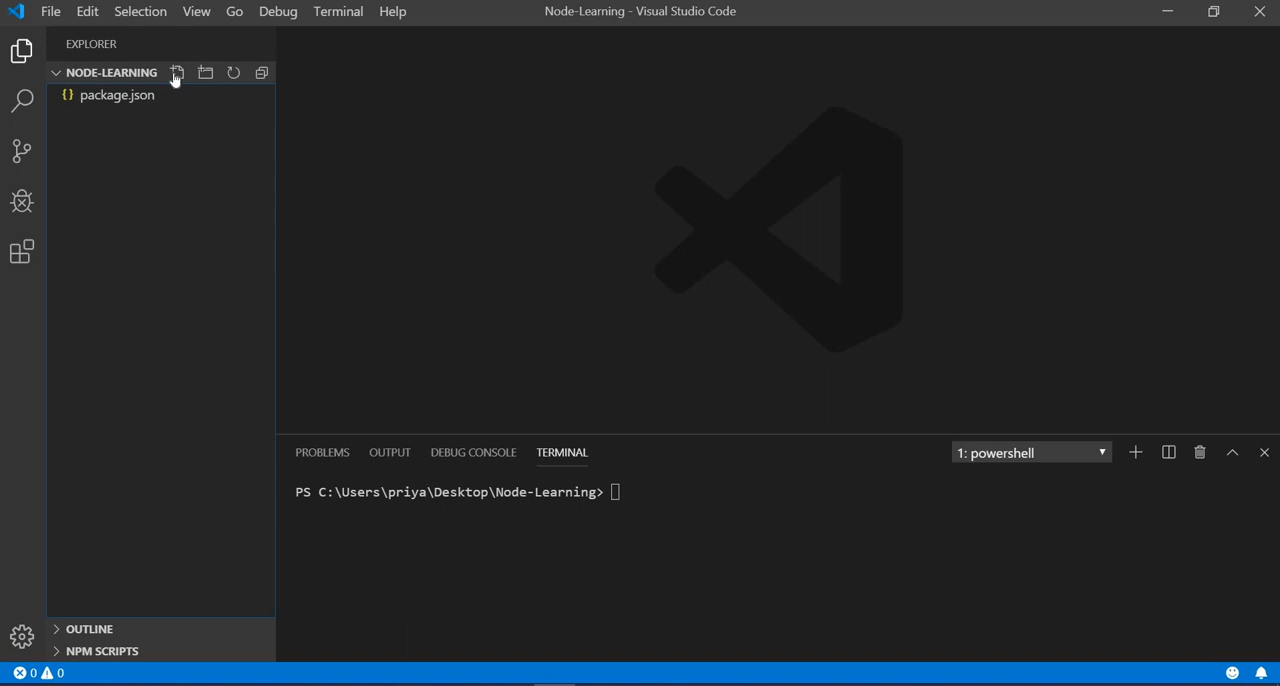 File Edit Selection View Go Debug Terminal Help
Node-Learning - Visual Studio Code
EXPLORER
NODE-LEARNING
{} package.json
PROBLEMS OUTPUT DEBUG CONSOLE TERMINAL
1: powershell
PS C:\Users\priya\Desktop\Node-Learning>
OUTLINE
NPM SCRIPTS
0 0